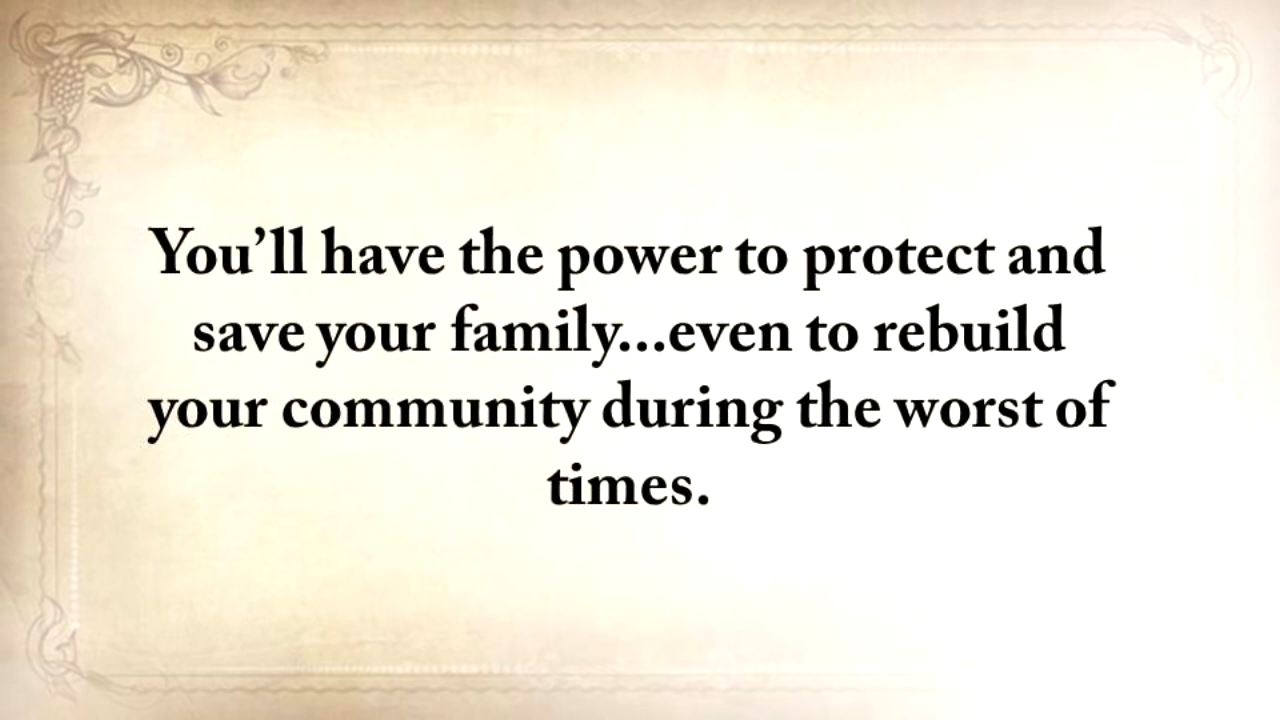 You’ll have the power to protect and
save your family...even to rebuild
your community during the worst of
times.